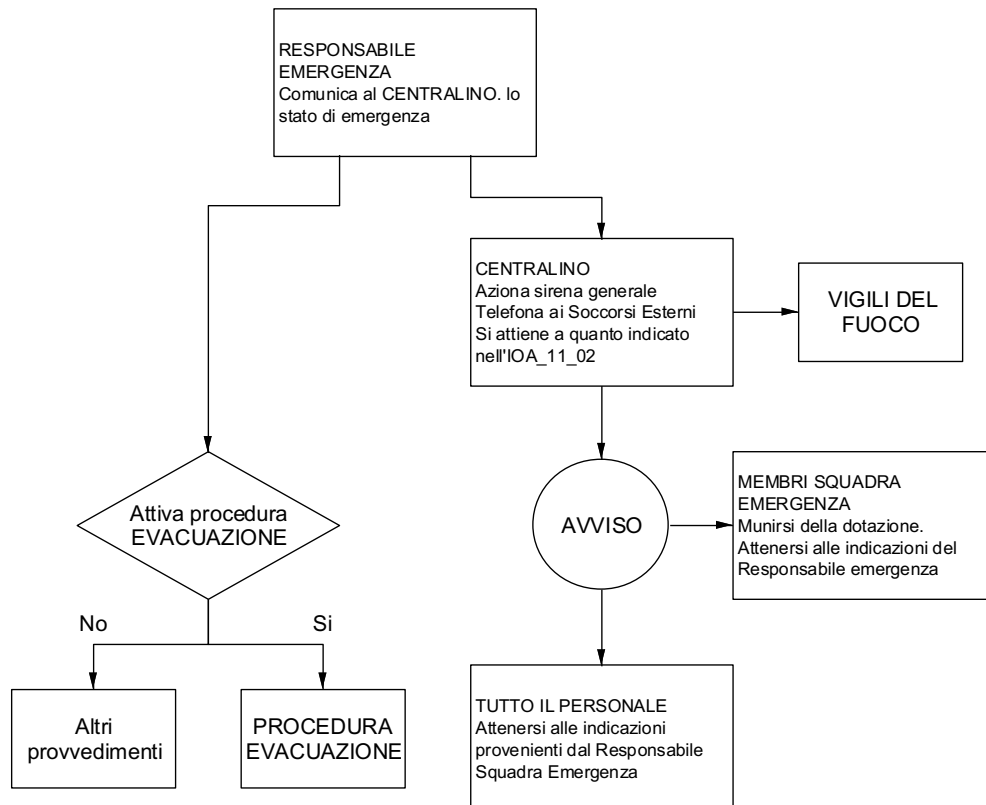 RESPONSABILE
EMERGENZA
Comunica al CENTRALINO. lo
stato di emergenza
CENTRALINO
Aziona sirena generale
Telefona ai Soccorsi Esterni
Si attiene a quanto indicato
nell'IOA_11_02
VIGILI DEL
FUOCO
Attiva procedura
EVACUAZIONE
AVVISO
MEMBRI SQUADRA
EMERGENZA
Munirsi della dotazione.
Attenersi alle indicazioni del
Responsabile emergenza
No
Si
Altri
provvedimenti
PROCEDURA
EVACUAZIONE
TUTTO IL PERSONALE
Attenersi alle indicazioni
provenienti dal Responsabile
Squadra Emergenza